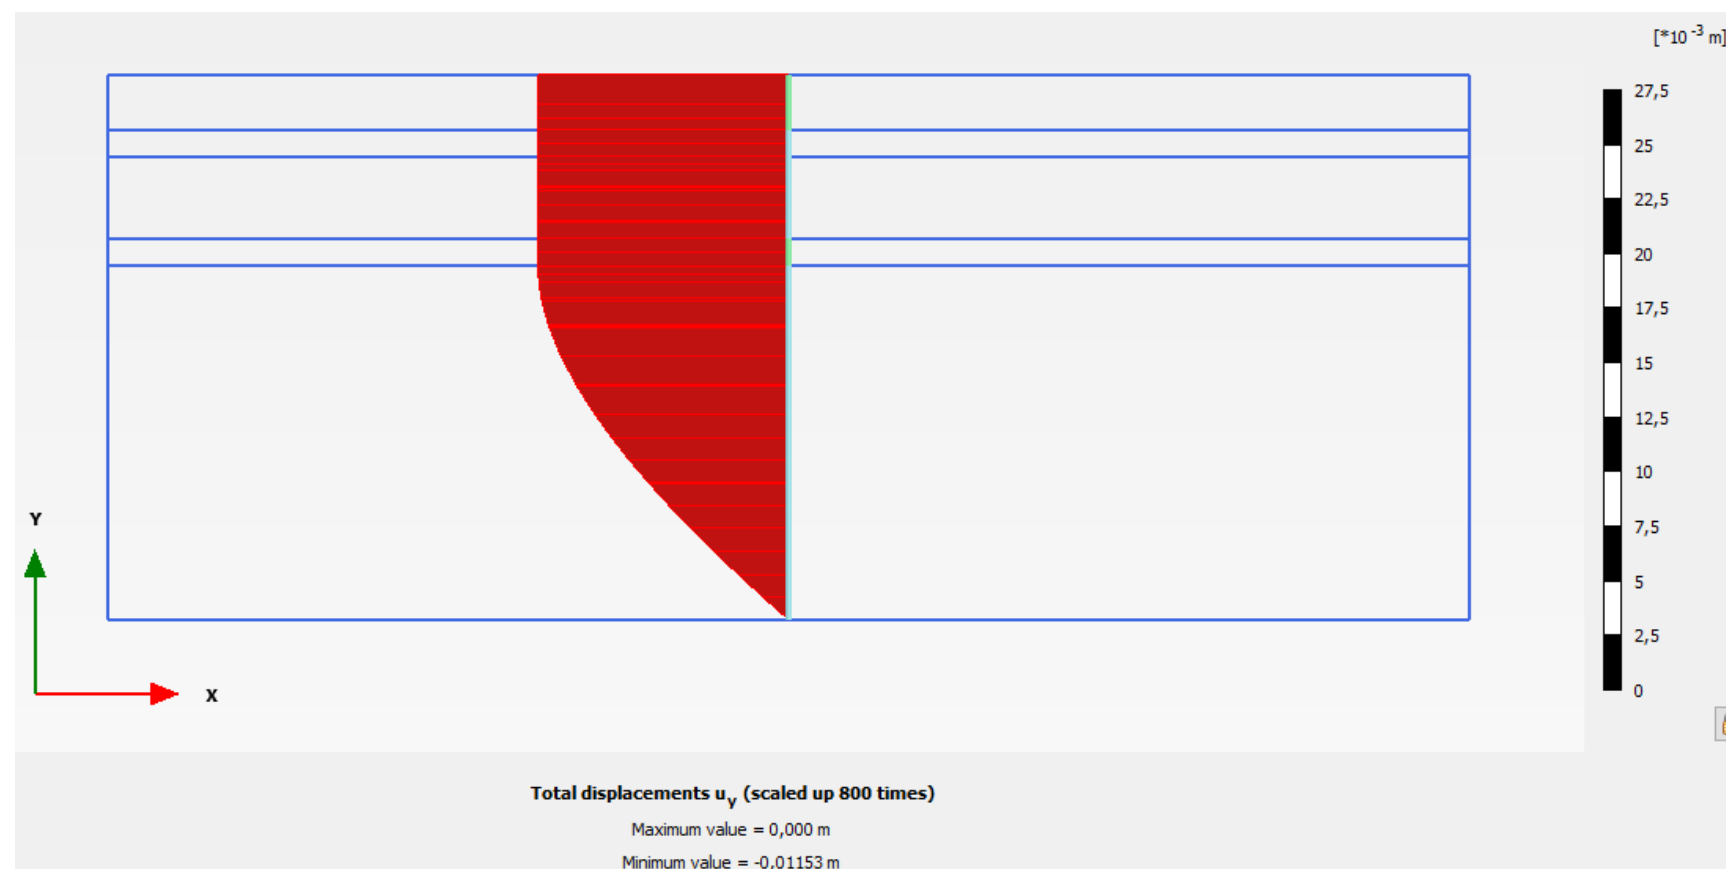 [*10 -3 m]
27,5
25
22,5
20
17,5
15
12,5
10
7,5
5
2,5
0
Y
X
Total displacements uy (scaled up 800 times)
Maximum value = 0,000 m
Minimum value = -0,01153 m